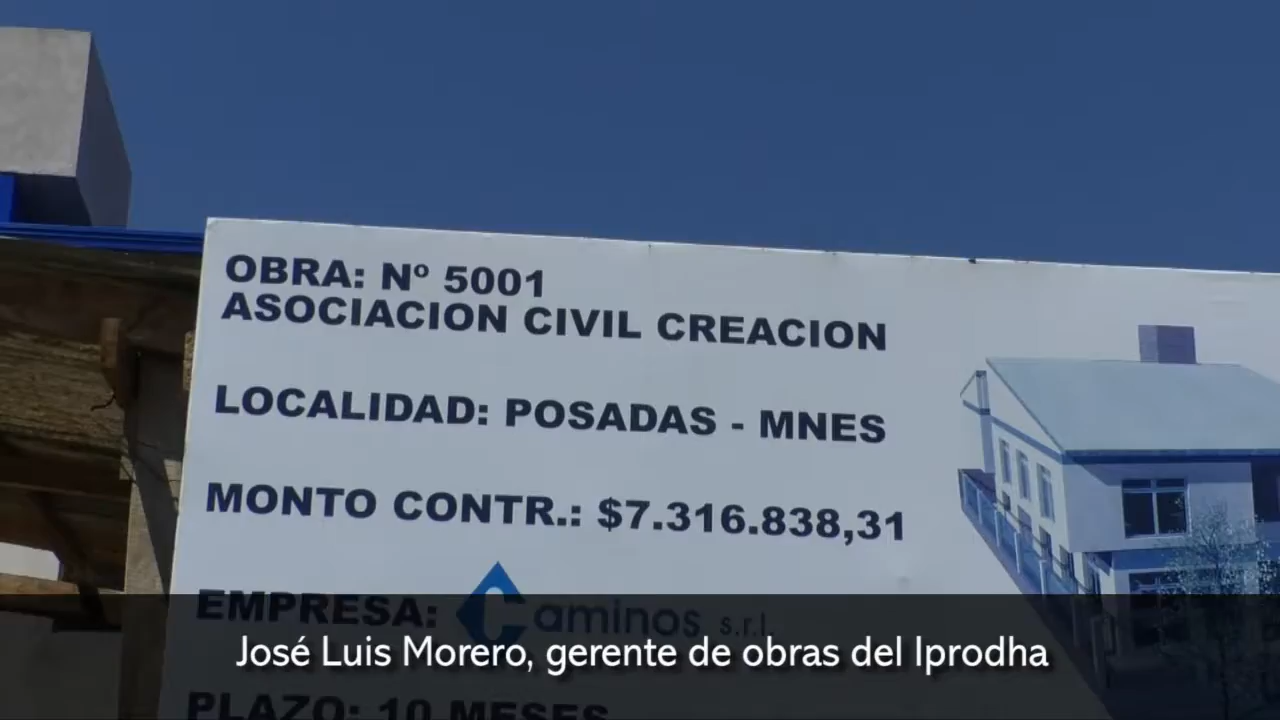 OBRA: Nº 5001
ASOCIACION CIVIL CREACION
LOCALIDAD: POSADAS - MNES
MONTO CONTR.: $7.316.838,31
EMPRESA: Caminos s.r.l.
José Luis Morero, gerente de obras del Iprodha
PLAZO: 10 MESES